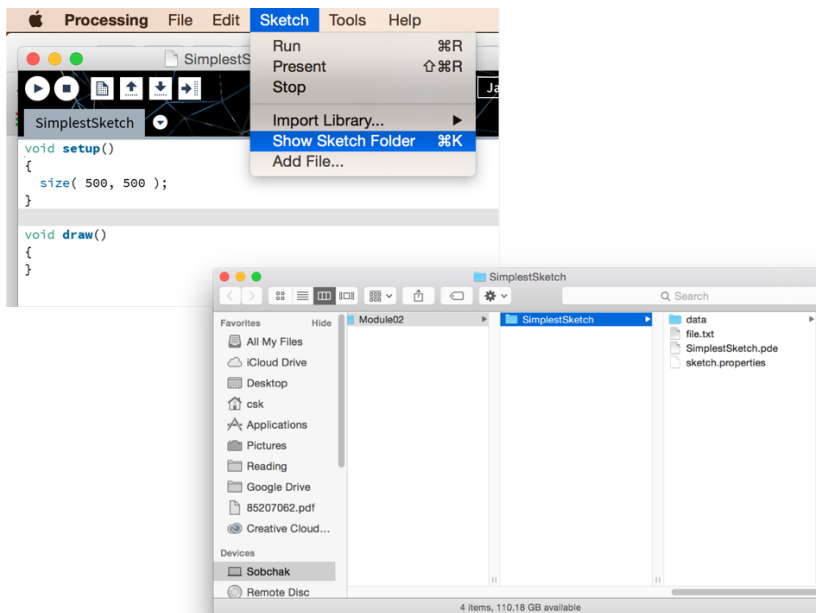 Processing File Edit Sketch Tools Help
SimplestS
Run ⌘R
Present ⇧⌘R
Stop
Ja
Import Library...
Show Sketch Folder ⌘K
Add File...
SimplestSketch
void setup()
{
size( 500, 500 );
}
void draw()
{
}
SimplestSketch
Search
Favorites Hide
All My Files
iCloud Drive
Desktop
csk
Applications
Pictures
Reading
Google Drive
85207062.pdf
Creative Cloud...
Devices
Sobchak
Remote Disc
Module02
SimplestSketch
data
file.txt
SimplestSketch.pde
sketch.properties
4 items, 110.18 GB available